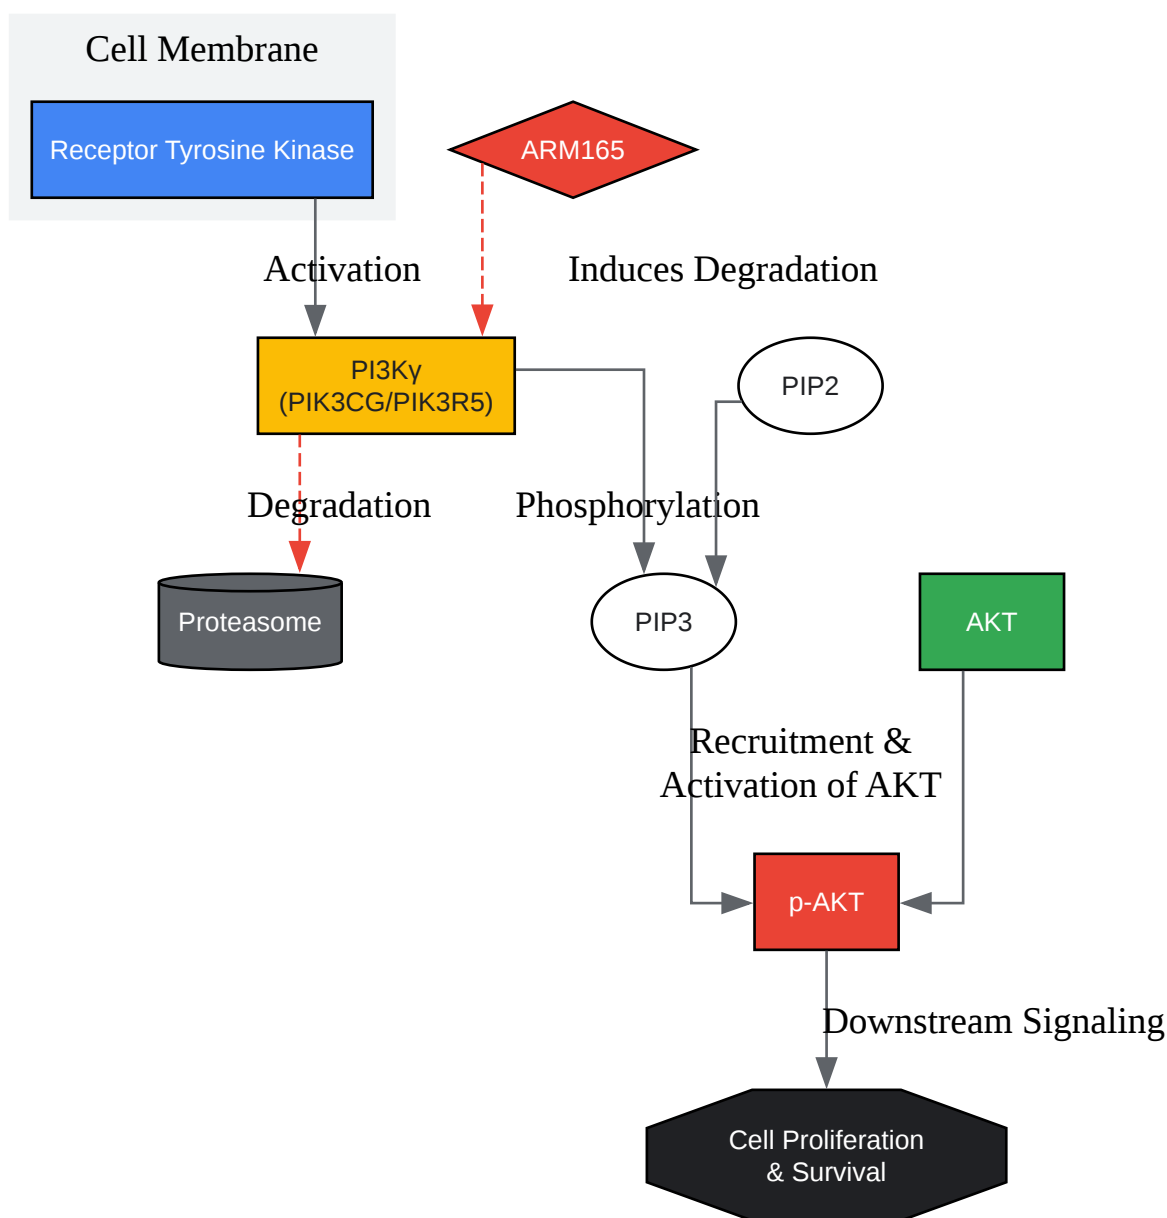 Cell Membrane
Receptor Tyrosine Kinase
ARM165
Activation
Induces Degradation
PI3Kγ
(PIK3CG/PIK3R5)
PIP2
Degradation
Phosphorylation
Proteasome
PIP3
AKT
Recruitment &
Activation of AKT
p-AKT
Downstream Signaling
Cell Proliferation
& Survival